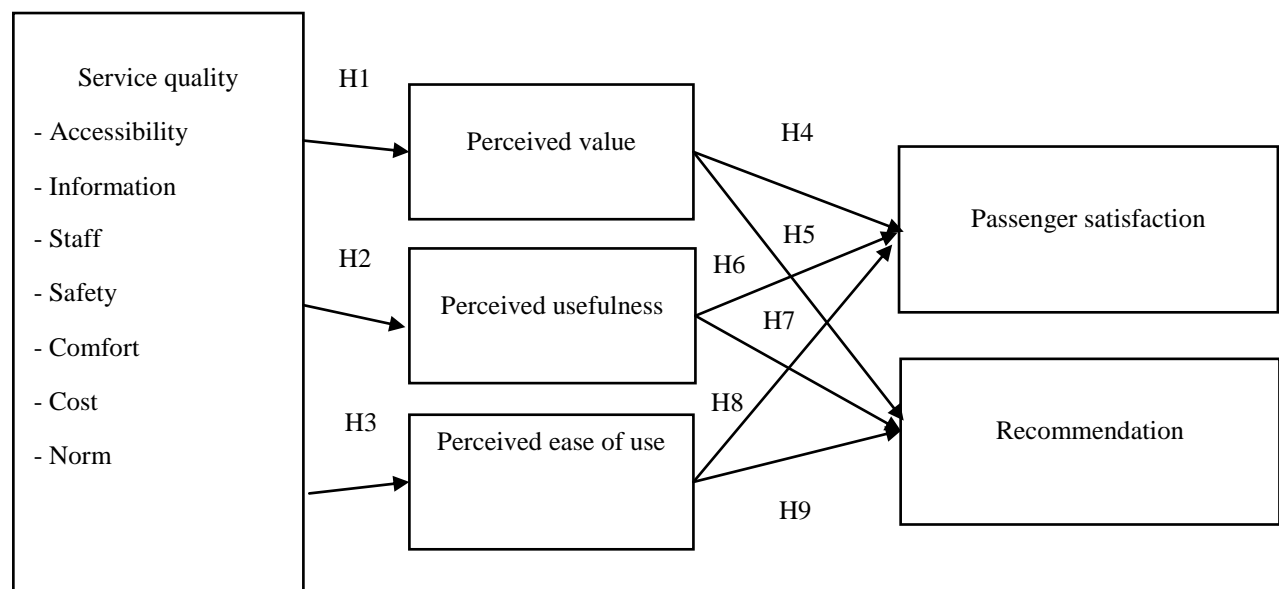 Service quality
- Accessibility
- Information
- Staff
- Safety
- Comfort
- Cost
- Norm
H1
H2
H3
Perceived value
Perceived usefulness
Perceived ease of use
H4
H5
H6
H7
H8
H9
Passenger satisfaction
Recommendation